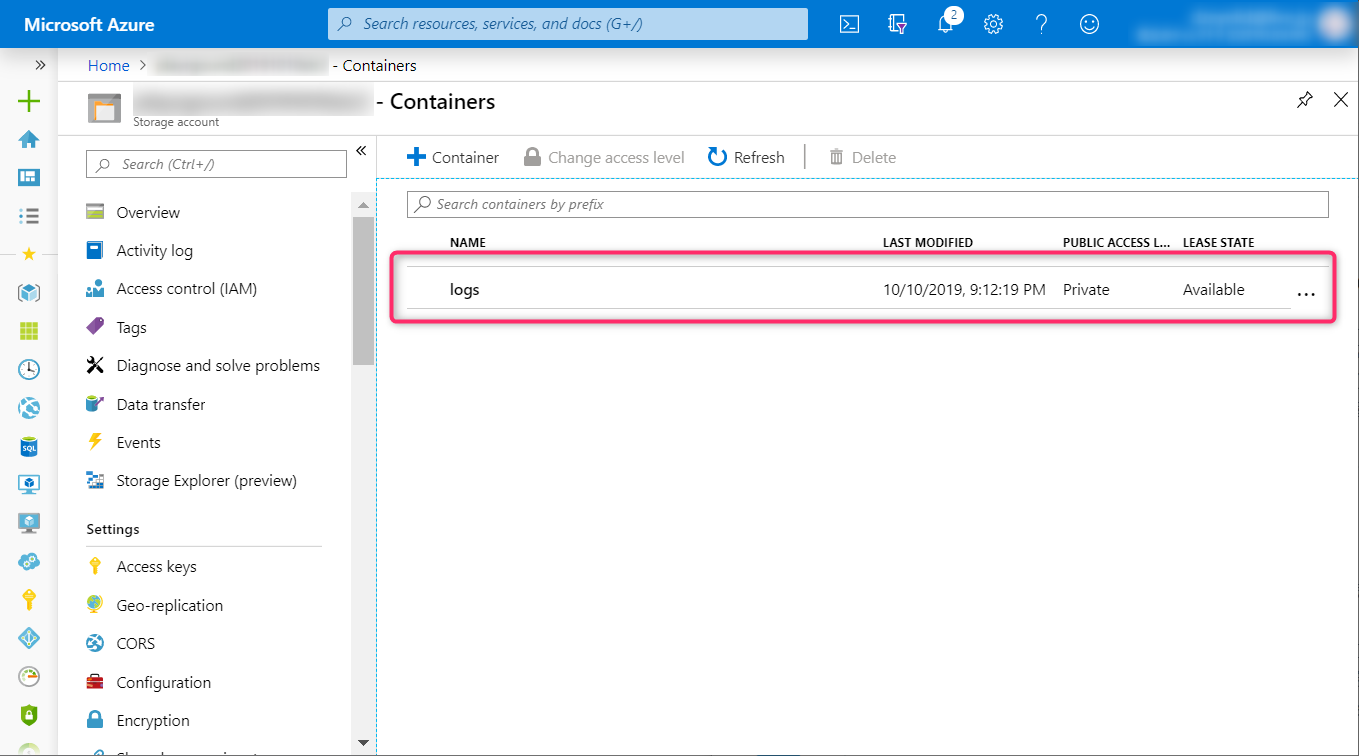 Microsoft Azure
Search resources, services, and docs (G+/)
2
Home > - Containers
- Containers
Storage account
Search (Ctrl+/)
Overview
Activity log
Access control (IAM)
Tags
Diagnose and solve problems
Data transfer
Events
Storage Explorer (preview)
Settings
Access keys
Geo-replication
CORS
Configuration
Encryption
Container
Change access level
Refresh
Delete
Search containers by prefix
NAME LAST MODIFIED PUBLIC ACCESS L... LEASE STATE
logs 10/10/2019, 9:12:19 PM Private Available ...
SQL